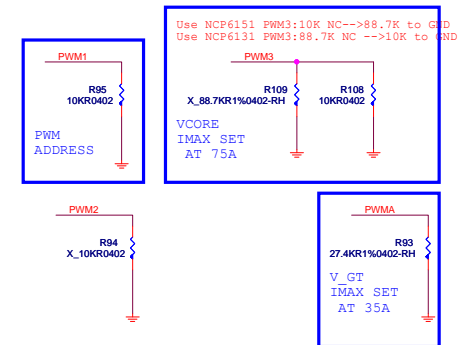 Use NCP6151 PWM3:10K NC-->88.7K to GND
Use NCP6131 PWM3:88.7K NC -->10K to GND
PWM1
R95
10KR0402
PWM
ADDRESS
PWM3
R109
X_88.7KR1%0402-RH
R108
10KR0402
VCORE
IMAX SET
AT 75A
PWM2
R94
X_10KR0402
PWMA
R93
27.4KR1%0402-RH
V_GT
IMAX SET
AT 35A